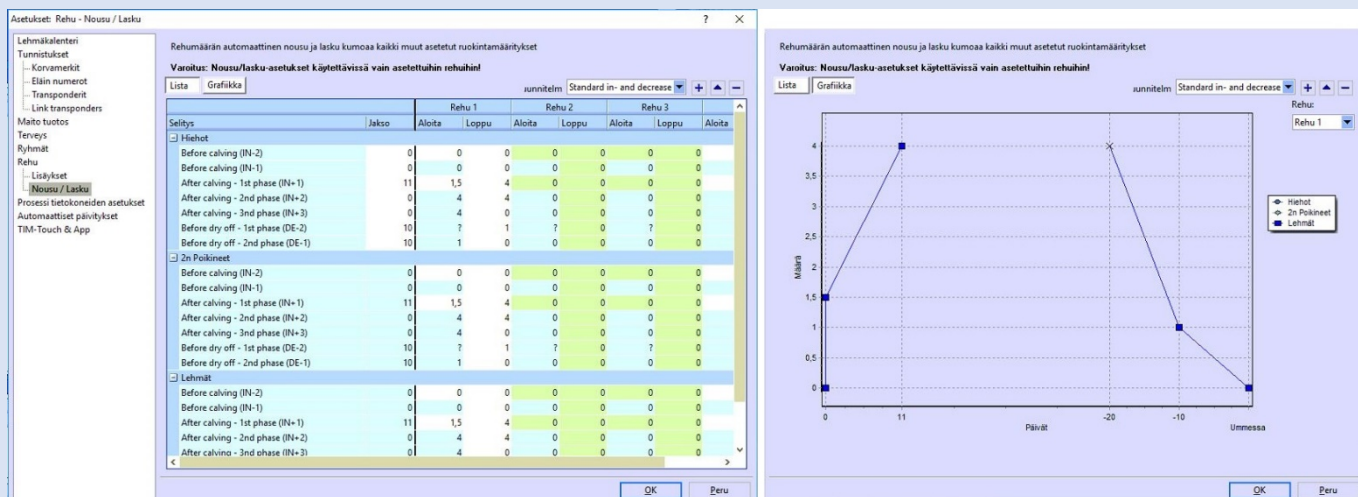 Asetukset: Rehu - Nousu / Lasku
? ×
Lehmäkalenteri
Tunnistukset
Korvamerkit
Eläin numerot
Transponderit
Link transponders
Maito tuotos
Terveys
Ryhmät
Rehu
Lisäykset
Nousu / Lasku
Prosessi tietokoneiden asetukset
Automaattiset päivitykset
TIM-Touch & App
Rehumäärän automaattinen nousu ja lasku kumoaa kaikki muut asetetut ruokintamääritykset
Varoitus: Nousu/lasku-asetukset käytettävissä vain asetettuihin rehuihin!
Lista Grafiikka unnitelm Standard in- and decrease
Rehu 1 Rehu 2 Rehu 3
Selitys Jakso Aloita Loppu Aloita Loppu Aloita Loppu Aloita
Hiehot
Before calving (IN-2) 0 0 0 0 0 0 0
Before calving (IN-1) 0 0 0 0 0 0 0
After calving - 1st phase (IN+1) 11 1,5 4 0 0 0 0
After calving - 2nd phase (IN+2) 0 4 4 0 0 0 0
After calving - 3nd phase (IN+3) 0 4 0 0 0 0 0
Before dry off - 1st phase (DE-2) 10 ? 1 ? 0 ? 0
Before dry off - 2nd phase (DE-1) 10 1 0 0 0 0 0
2n Poikineet
Before calving (IN-2) 0 0 0 0 0 0 0
Before calving (IN-1) 0 0 0 0 0 0 0
After calving - 1st phase (IN+1) 11 1,5 4 0 0 0 0
After calving - 2nd phase (IN+2) 0 4 4 0 0 0 0
After calving - 3nd phase (IN+3) 0 4 0 0 0 0 0
Before dry off - 1st phase (DE-2) 10 ? 1 ? 0 ? 0
Before dry off - 2nd phase (DE-1) 10 1 0 0 0 0 0
Lehmät
Before calving (IN-2) 0 0 0 0 0 0 0
Before calving (IN-1) 0 0 0 0 0 0 0
After calving - 1st phase (IN+1) 11 1,5 4 0 0 0 0
After calving - 2nd phase (IN+2) 0 4 4 0 0 0 0
After calving - 3nd phase (IN+3) 0 4 0 0 0 0 0
OK Peru
Rehumäärän automaattinen nousu ja lasku kumoaa kaikki muut asetetut ruokintamääritykset
Varoitus: Nousu/lasku-asetukset käytettävissä vain asetettuihin rehuihin!
Lista Grafiikka unnitelm Standard in- and decrease
Rehu:
Rehu 1
4
3,5
3
2,5
2
1,5
1
0,5
0
Määrä
0 11 -20 -10 Ummessa
Päivät
Hiehot
2n Poikineet
Lehmät
OK Peru